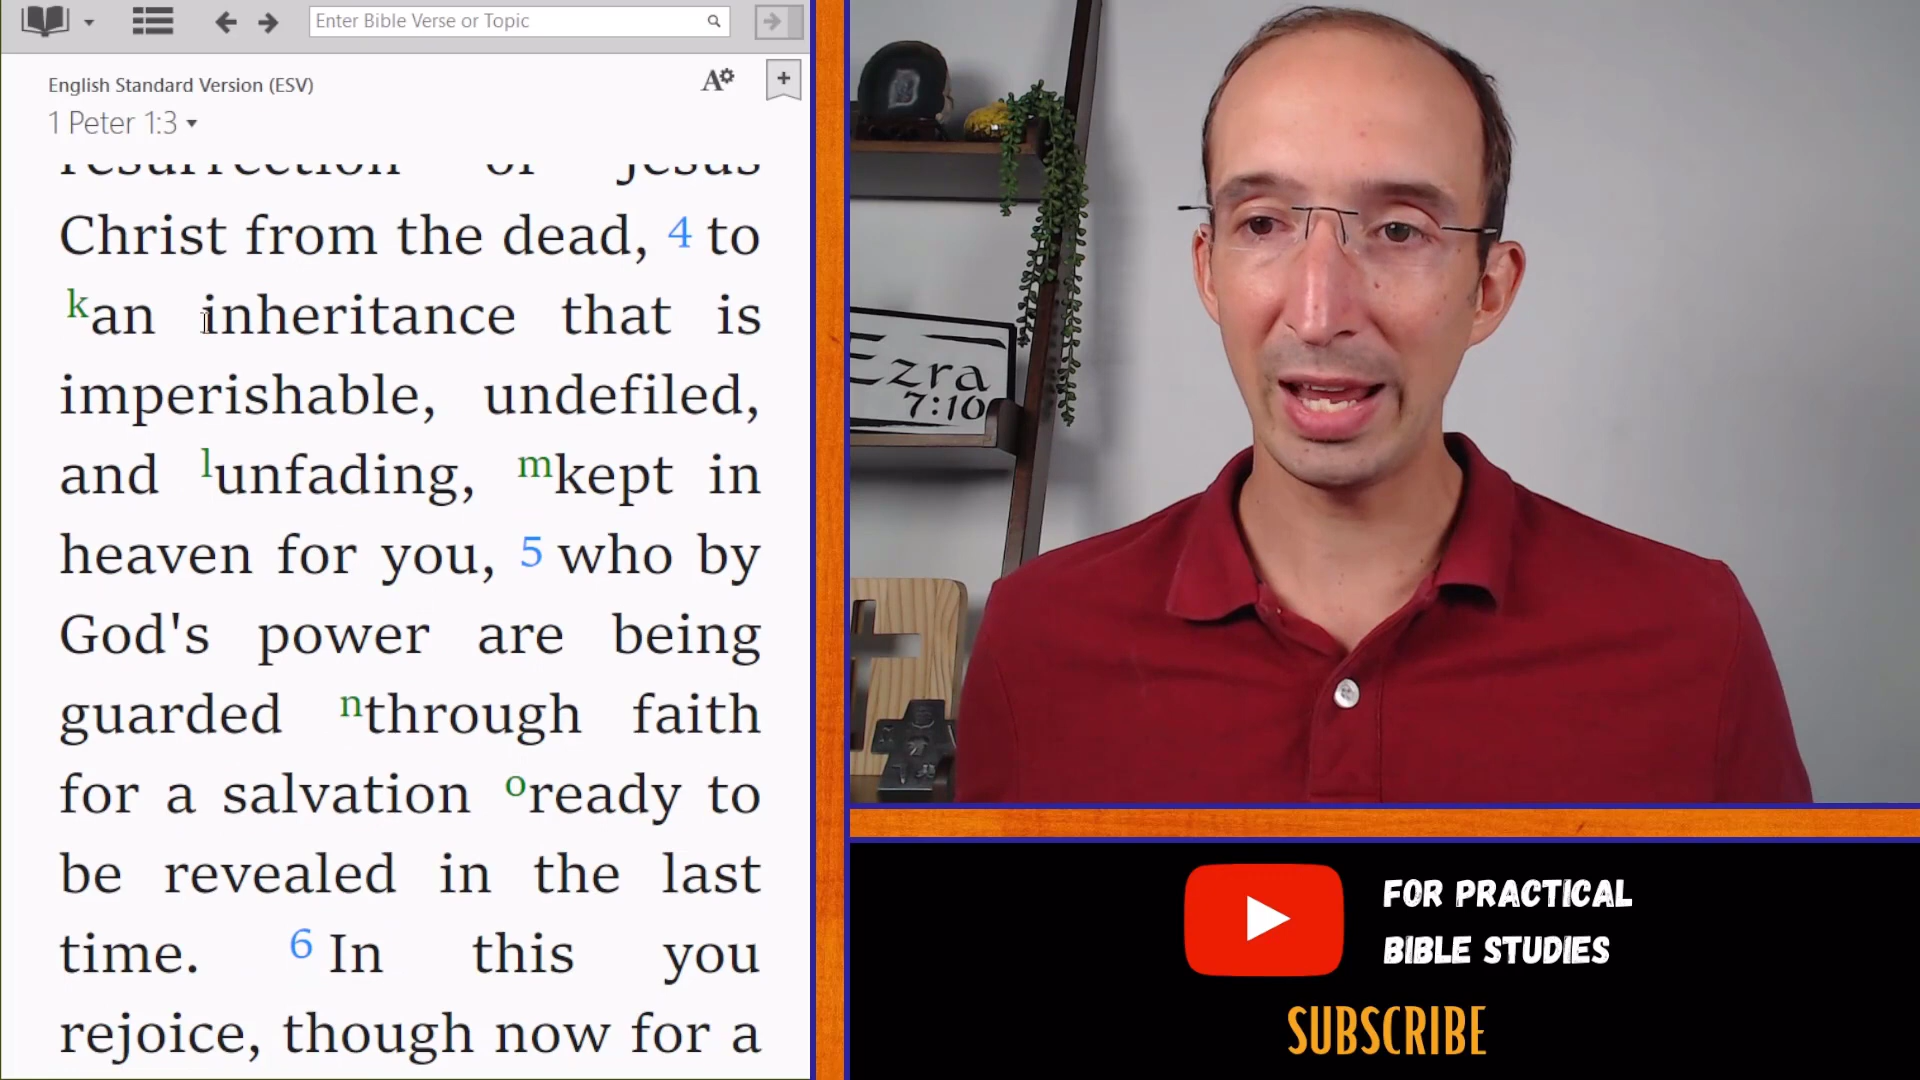 Enter Bible Verse or Topic
English Standard Version (ESV)
1 Peter 1:3
resurrection of Jesus
Christ from the dead, 4 to
kan inheritance that is
imperishable, undefiled,
and lunfading, mkept in
heaven for you, 5 who by
God's power are being
guarded nthrough faith
for a salvation oready to
be revealed in the last
time. 6 In this you
rejoice, though now for a
Ezra
7:10
FOR PRACTICAL
BIBLE STUDIES
SUBSCRIBE